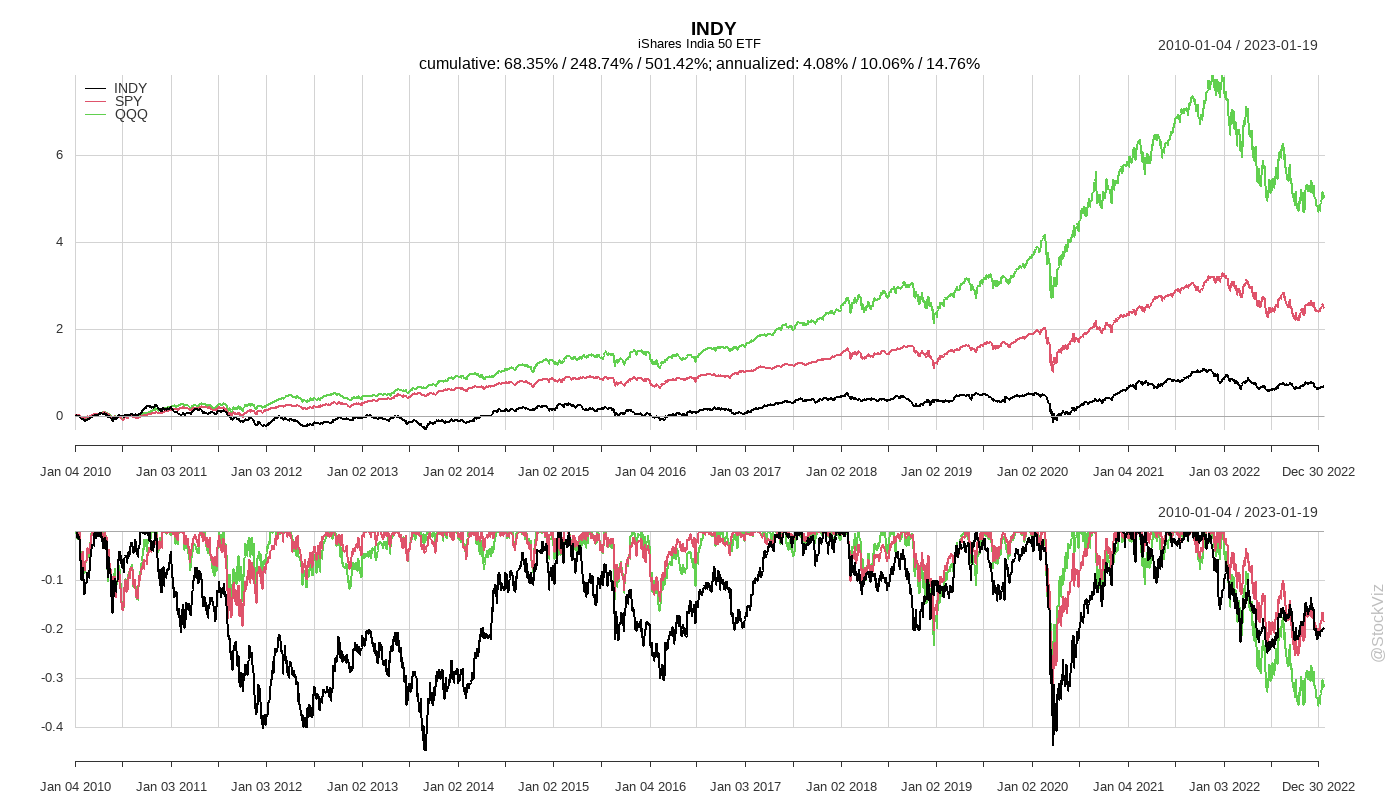 INDY
iShares India 50 ETF
2010-01-04 / 2023-01-19
cumulative: 68.35% / 248.74% / 501.42%; annualized: 4.08% / 10.06% / 14.76%
INDY
SPY
QQQ
6
4
2
0
Jan 04 2010 Jan 03 2011 Jan 03 2012 Jan 02 2013 Jan 02 2014 Jan 02 2015 Jan 04 2016 Jan 03 2017 Jan 02 2018 Jan 02 2019 Jan 02 2020 Jan 04 2021 Jan 03 2022 Dec 30 2022
2010-01-04 / 2023-01-19
-0.1
-0.2
-0.3
-0.4
Jan 04 2010 Jan 03 2011 Jan 03 2012 Jan 02 2013 Jan 02 2014 Jan 02 2015 Jan 04 2016 Jan 03 2017 Jan 02 2018 Jan 02 2019 Jan 02 2020 Jan 04 2021 Jan 03 2022 Dec 30 2022
@StockViz